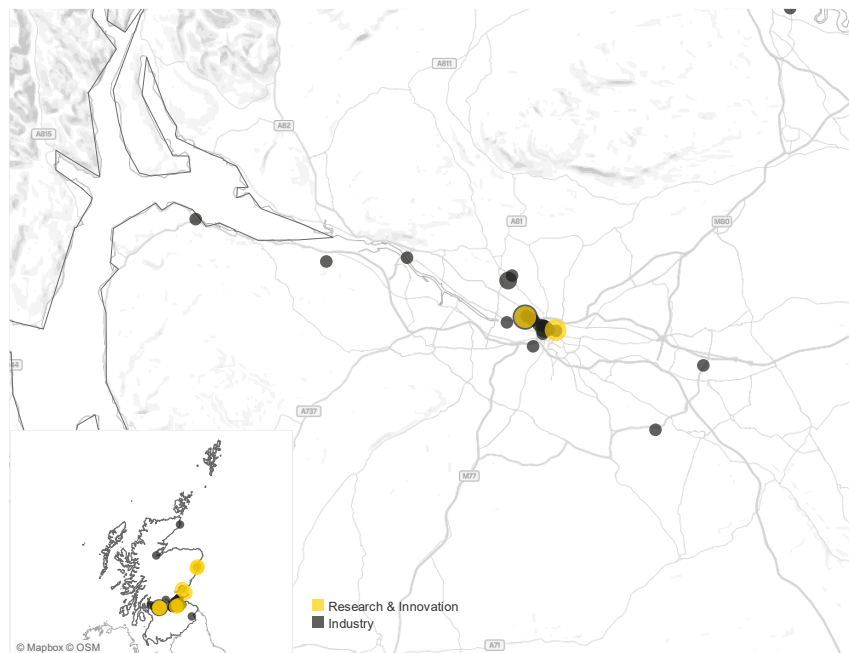 A811
A82
A815
A81
M80
A737
M77
A71
Research & Innovation
Industry
© Mapbox © OSM